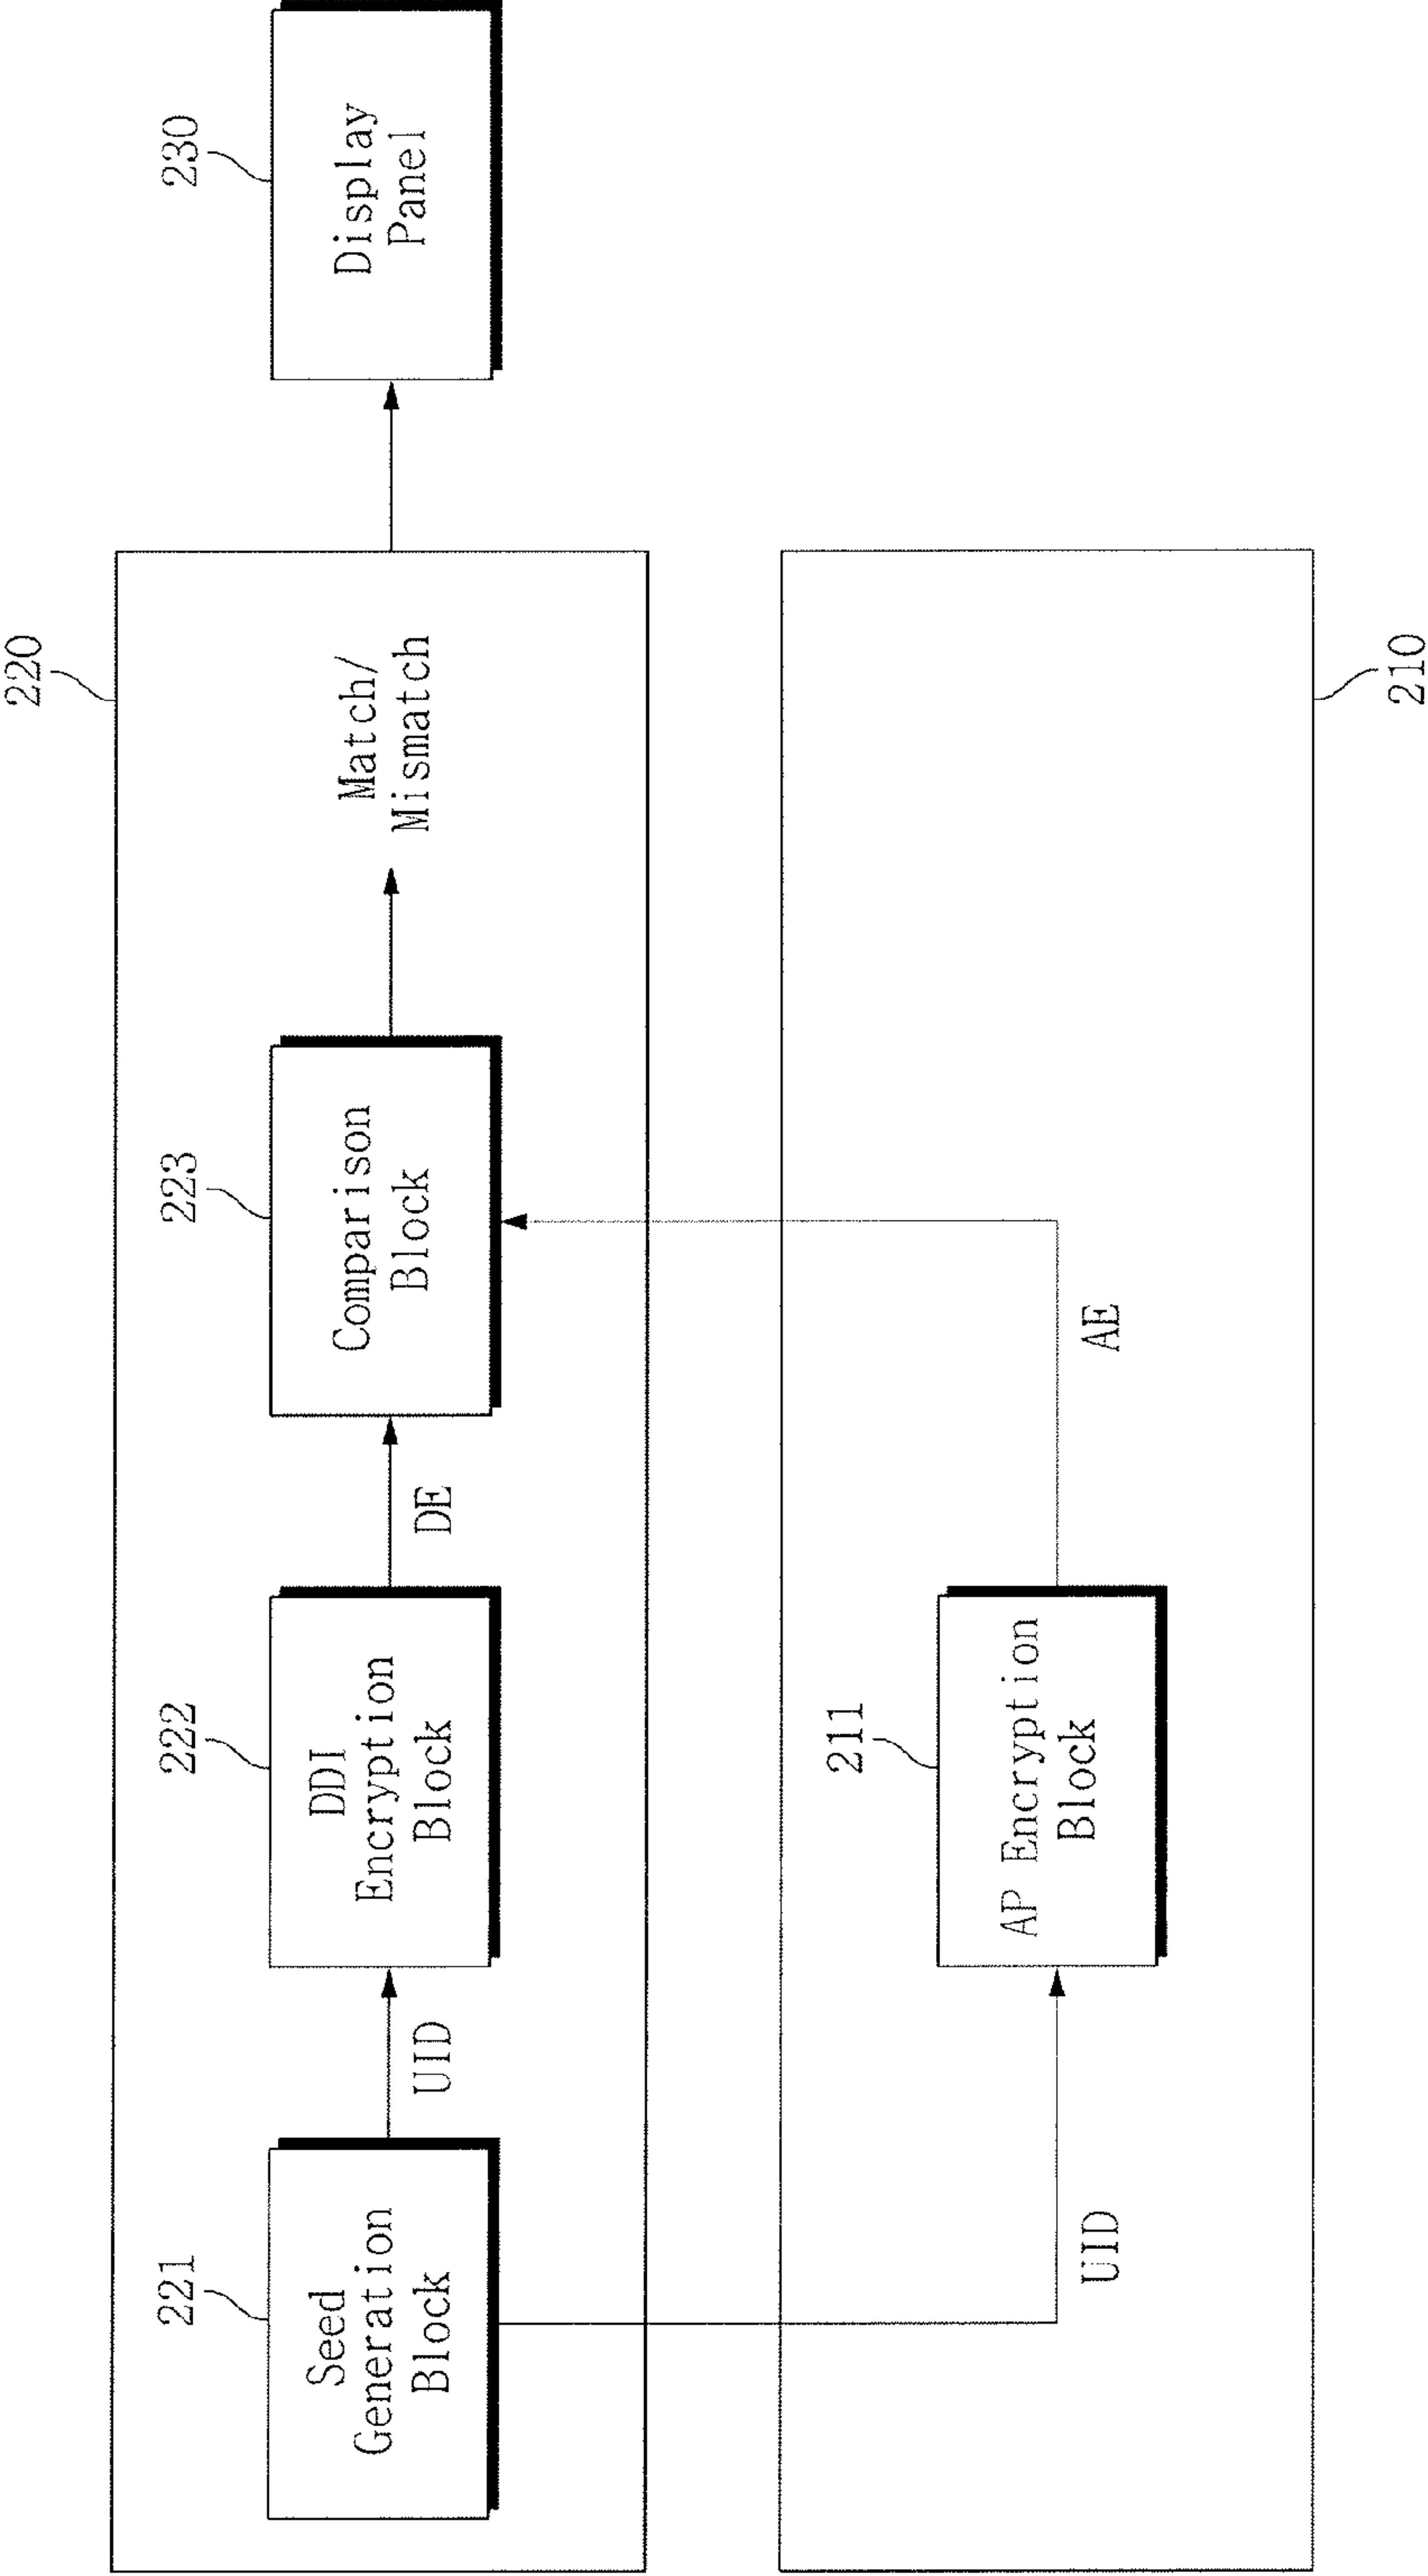 220
221
Seed
Generation
Block
UID
222
DDI
Encryption
Block
DE
223
Comparison
Block
Match/
Mismatch
230
Display
Panel
UID
211
AP Encryption
Block
AE
210